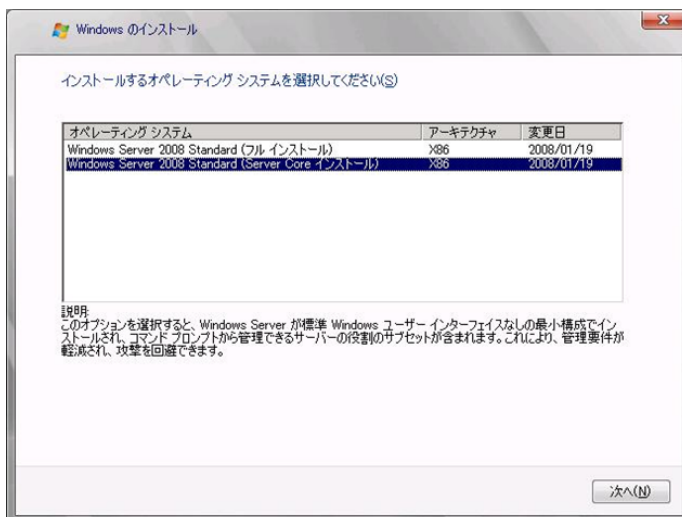 Windows のインストール
インストールするオペレーティング システムを選択してください(S)
オペレーティング システム アーキテクチャ 変更日
Windows Server 2008 Standard (フル インストール) X86 2008/01/19
Windows Server 2008 Standard (Server Core インストール) X86 2008/01/19
説明:
このオプションを選択すると、Windows Server が標準 Windows ユーザー インターフェイスなしの最小構成でイン
ストールされ、コマンド プロンプトから管理できるサーバーの役割のサブセットが含まれます。これにより、管理要件が
軽減され、攻撃を回避できます。
次へ(N)